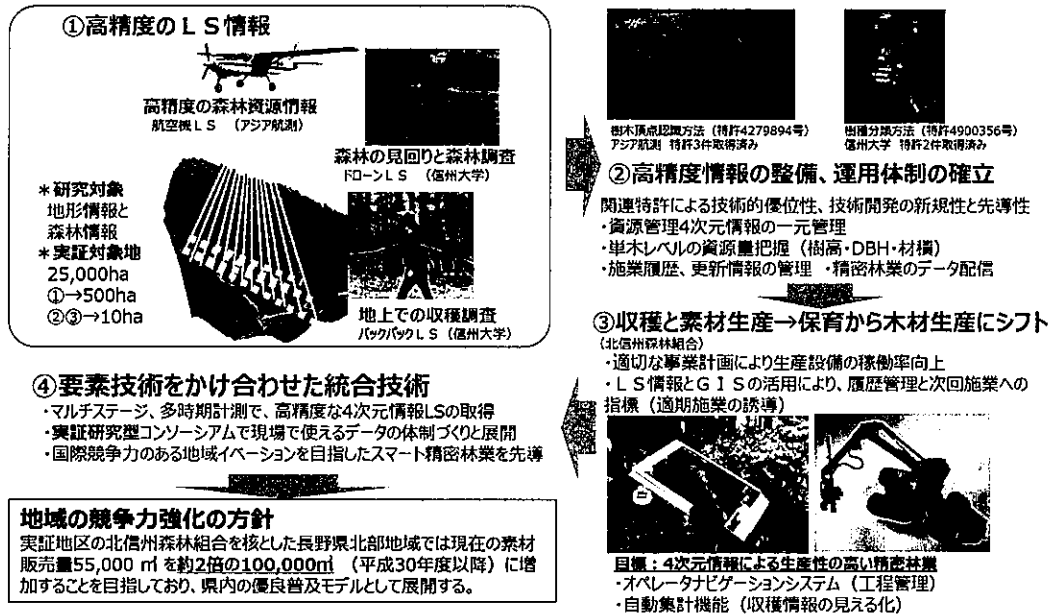 ①高精度のLS情報
高精度の森林資源情報
航空機LS （アジア航測）
森林の見回りと森林調査
ドローンLS （信州大学）
＊研究対象
地形情報と
森林情報
＊実証対象地
25,000ha
①→500ha
②③→10ha
地上での収穫調査
バックパックLS （信州大学）
樹木頂点認識方法 （特許4279894号）
アジア航測 特許3件取得済み
樹種分類方法 （特許4900356号）
信州大学 特許2件取得済み
②高精度情報の整備、運用体制の確立
関連特許による技術的優位性、技術開発の新規性と先導性
・資源管理4次元情報の一元管理
・単木レベルの資源量把握（樹高・DBH・材積）
・施業履歴、更新情報の管理 ・精密林業のデータ配信
③収穫と素材生産→保育から木材生産にシフト
（北信州森林組合）
・適切な事業計画により生産設備の稼働率向上
・LS情報とGISの活用により、履歴管理と次回施業への
指標（適期施業の誘導）
④要素技術をかけ合わせた統合技術
・マルチステージ、多時期計測で、高精度な4次元情報LSの取得
・実証研究型コンソーシアムで現場で使えるデータの体制づくりと展開
・国際競争力のある地域イベーションを目指したスマート精密林業を先導
地域の競争力強化の方針
実証地区の北信州森林組合を核とした長野県北部地域では現在の素材
販売量55,000 ㎥ を約2倍の100,000㎥ （平成30年度以降）に増
加することを目指しており、県内の優良普及モデルとして展開する。
目標：4次元情報による生産性の高い精密林業
・オペレータナビゲーションシステム（工程管理）
・自動集計機能（収穫情報の見える化）